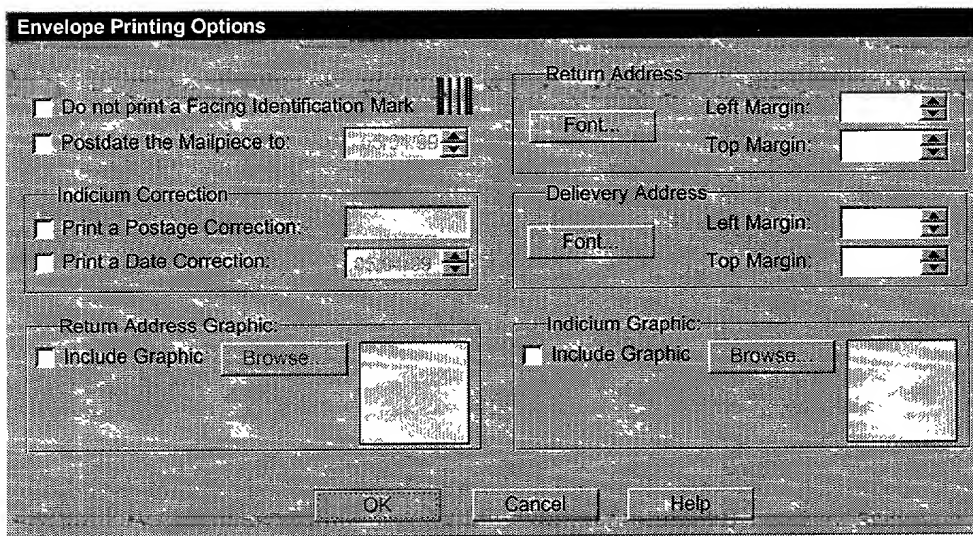 Envelope Printing Options
Do not print a Facing Identification Mark
Postdate the Mailpiece to:
Indicium Correction
Print a Postage Correction:
Print a Date Correction:
Return Address Graphic:
Include Graphic
Browse...
Return Address
Font...
Left Margin:
Top Margin:
Delievery Address
Font...
Left Margin:
Top Margin:
Indicium Graphic:
Include Graphic
Browse...
OK
Cancel
Help